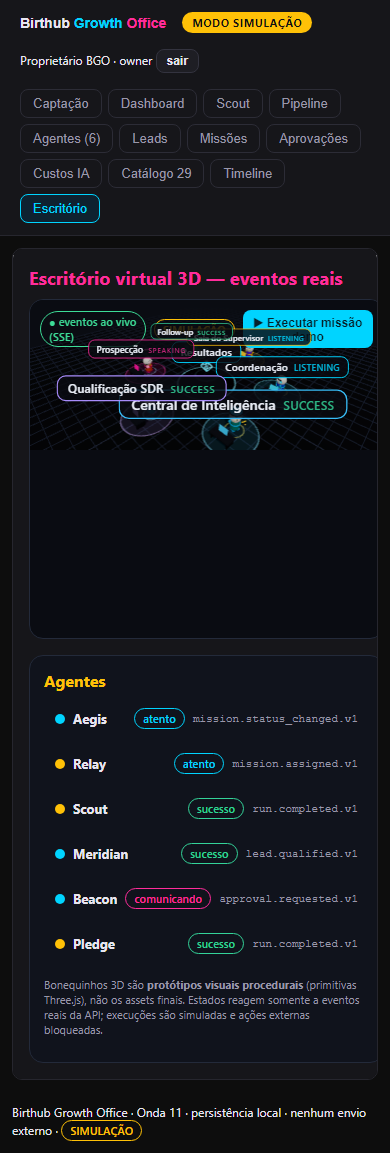 Birthub Growth Office MODO SIMULAÇÃO
Proprietário BGO · owner sair
Captação Dashboard Scout Pipeline
Agentes (6) Leads Missões Aprovações
Custos IA Catálogo 29 Timeline
Escritório
Escritório virtual 3D — eventos reais
● eventos ao vivo
(SSE)
▶ Executar missão
Follow-up SUCCESS
Supervisor LISTENING
Prospecção SPEAKING
Coordenação LISTENING
Qualificação SDR SUCCESS
Central de Inteligência SUCCESS
Agentes
Aegis atento mission.status_changed.v1
Relay atento mission.assigned.v1
Scout sucesso run.completed.v1
Meridian sucesso lead.qualified.v1
Beacon comunicando approval.requested.v1
Pledge sucesso run.completed.v1
Bonequinhos 3D são protótipos visuais procedurais (primitivas
Three.js), não os assets finais. Estados reagem somente a eventos
reais da API; execuções são simuladas e ações externas
bloqueadas.
Birthub Growth Office · Onda 11 · persistência local · nenhum envio
externo · SIMULAÇÃO